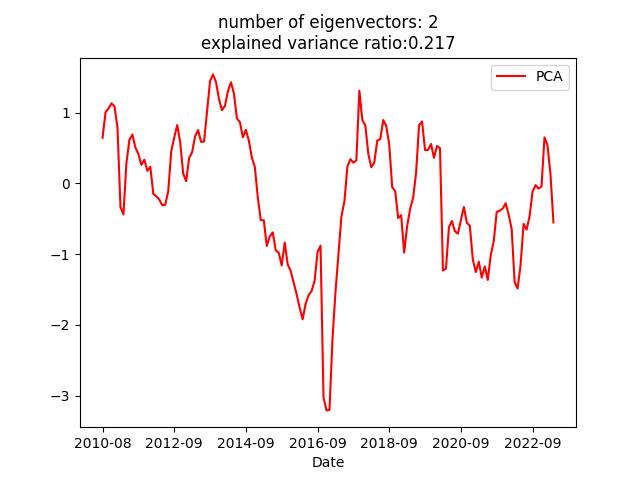 number of eigenvectors: 2
explained variance ratio:0.217
PCA
1
0
−1
−2
−3
2010-08 2012-09 2014-09 2016-09 2018-09 2020-09 2022-09
Date